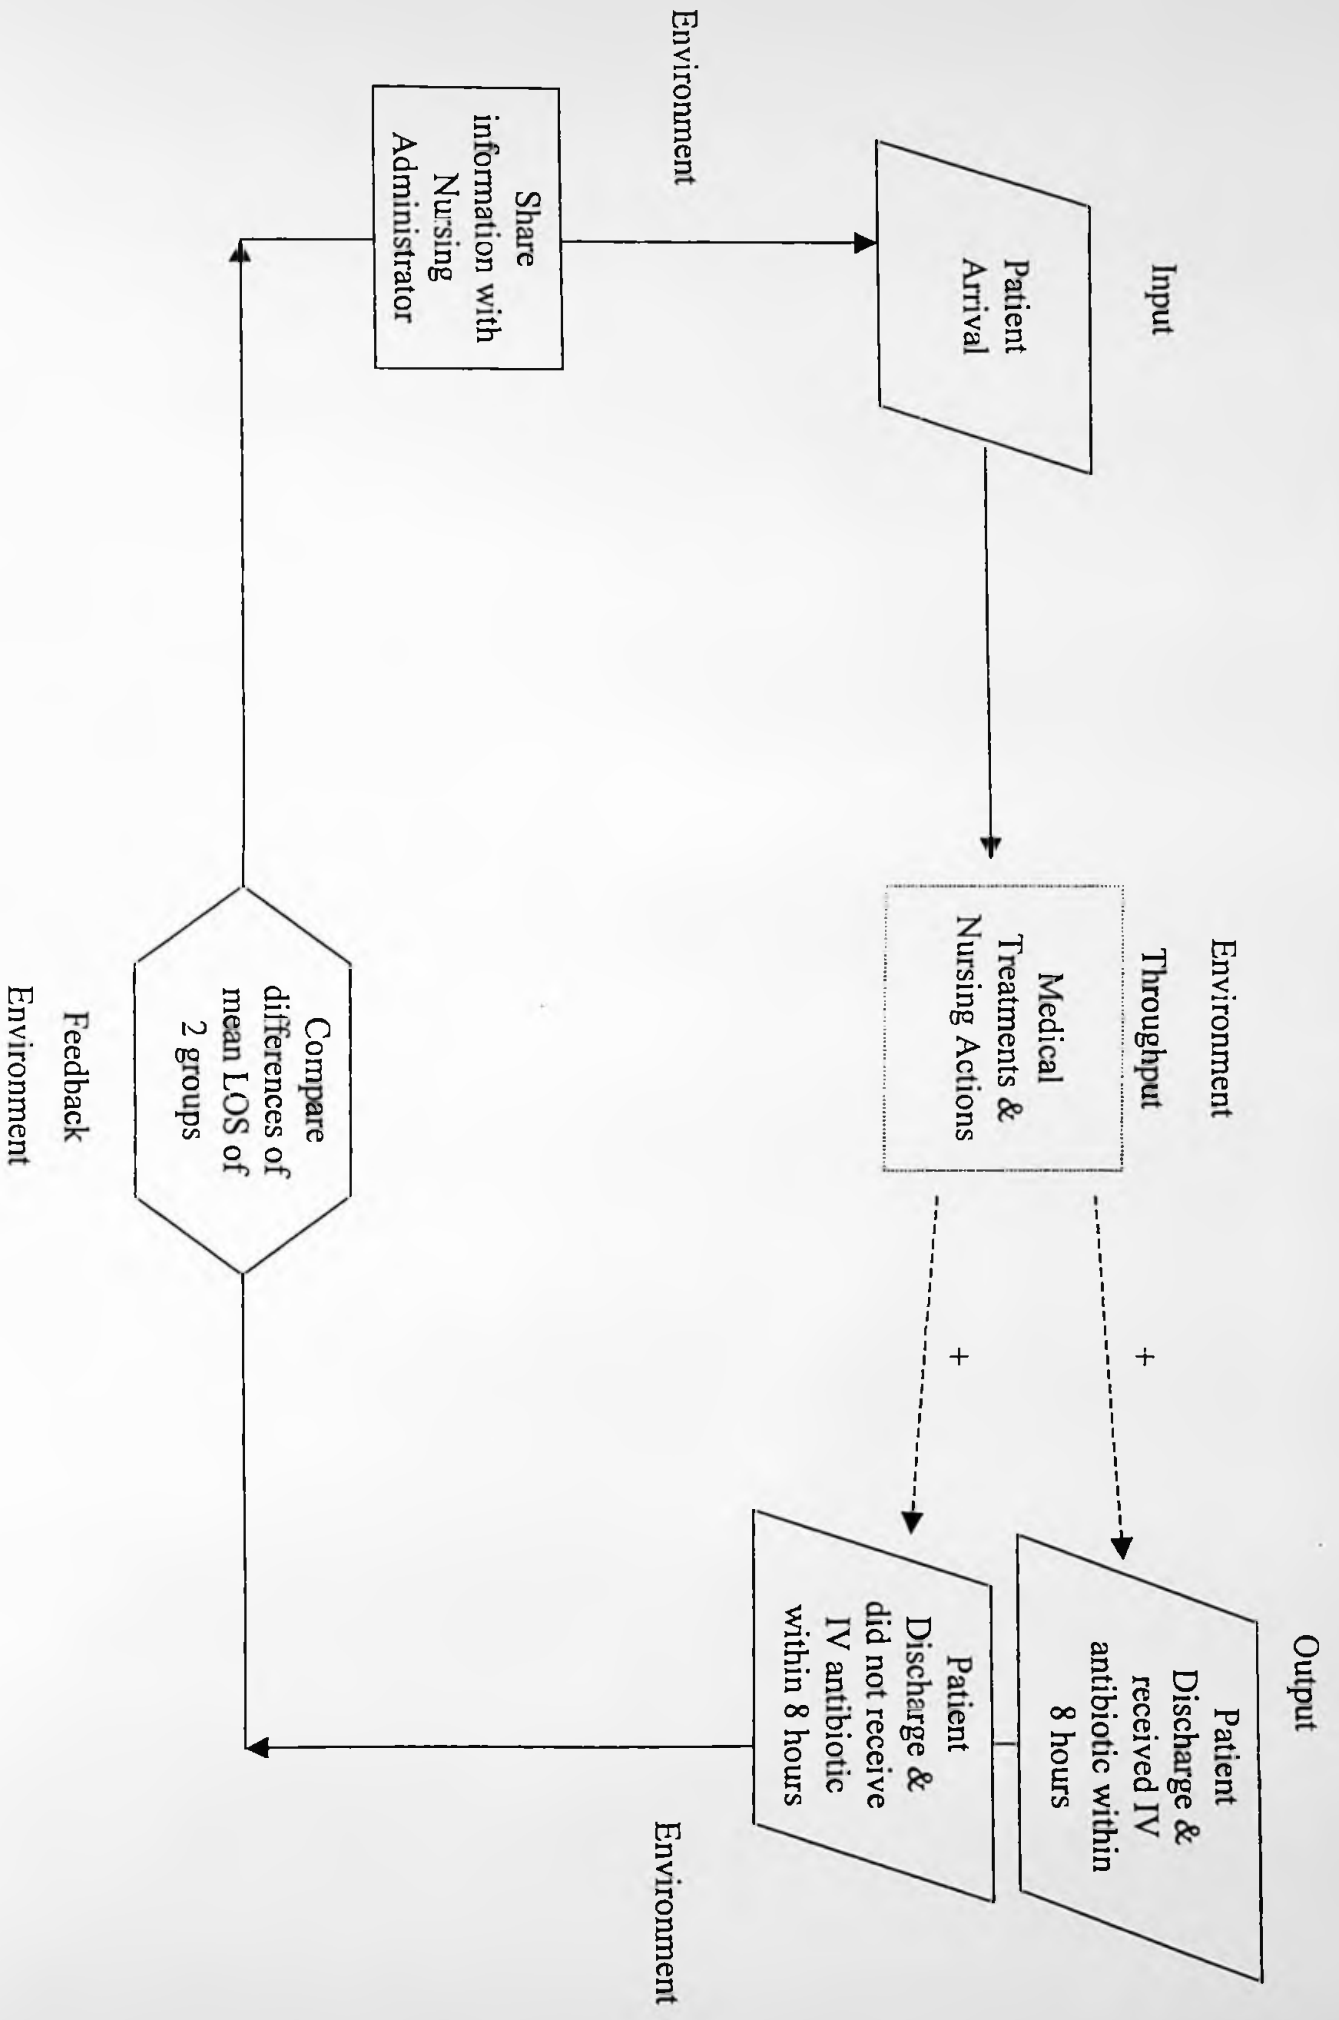 Input
Patient
Arrival
Environment
Throughput
Medical
Treatments &
Nursing Actions
+
+
Output
Patient
Discharge &
received IV
antibiotic within
8 hours
Patient
Discharge &
did not receive
IV antibiotic
within 8 hours
Environment
Environment
Share
information with
Nursing
Administrator
Compare
differences of
mean LOS of
2 groups
Feedback
Environment